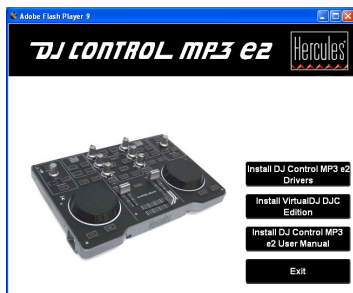 Adobe Flash Player 9
DJ CONTROL MP3 e2
Hercules
Install DJ Control MP3 e2
Drivers
Install VirtualDJ DJC
Edition
Install DJ Control MP3
e2 User Manual
Exit